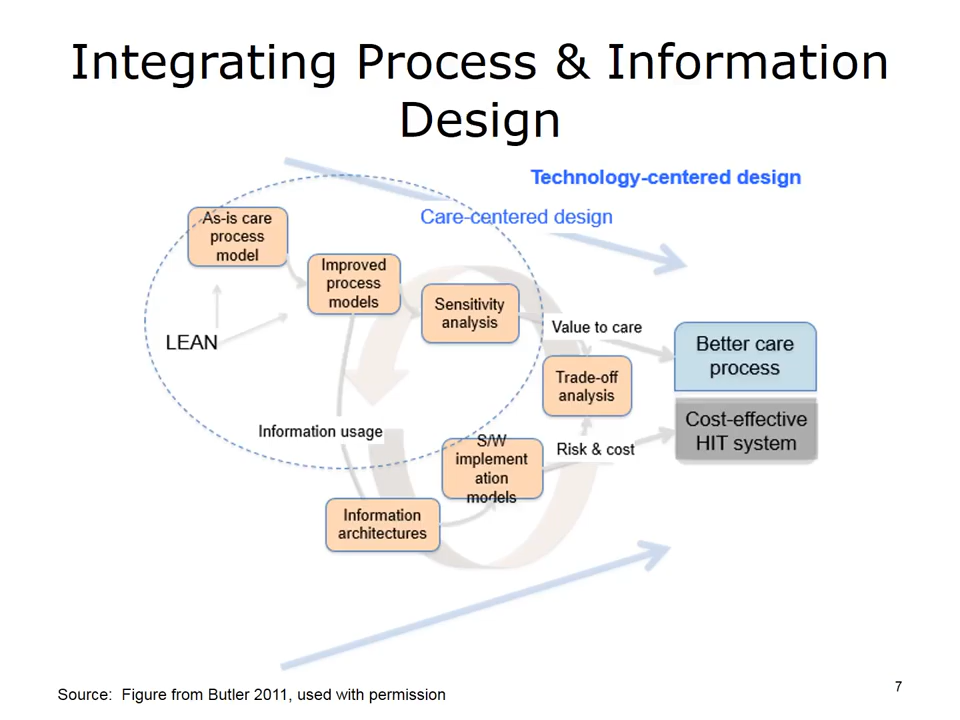 Integrating Process & Information
Design
Technology-centered design
Care-centered design
As-is care
process
model
Improved
process
models
Sensitivity
analysis
LEAN
Value to care
Better care
process
Trade-off
analysis
Cost-effective
HIT system
Information usage
S/W
implement
ation
models
Risk & cost
Information
architectures
Source: Figure from Butler 2011, used with permission
7